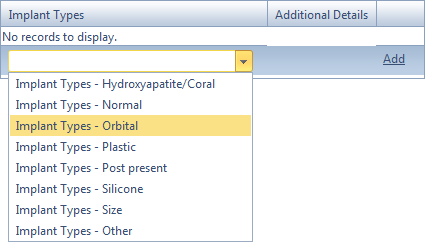 Implant Types Additional Details
No records to display.
Add
Implant Types - Hydroxyapatite/Coral
Implant Types - Normal
Implant Types - Orbital
Implant Types - Plastic
Implant Types - Post present
Implant Types - Silicone
Implant Types - Size
Implant Types - Other